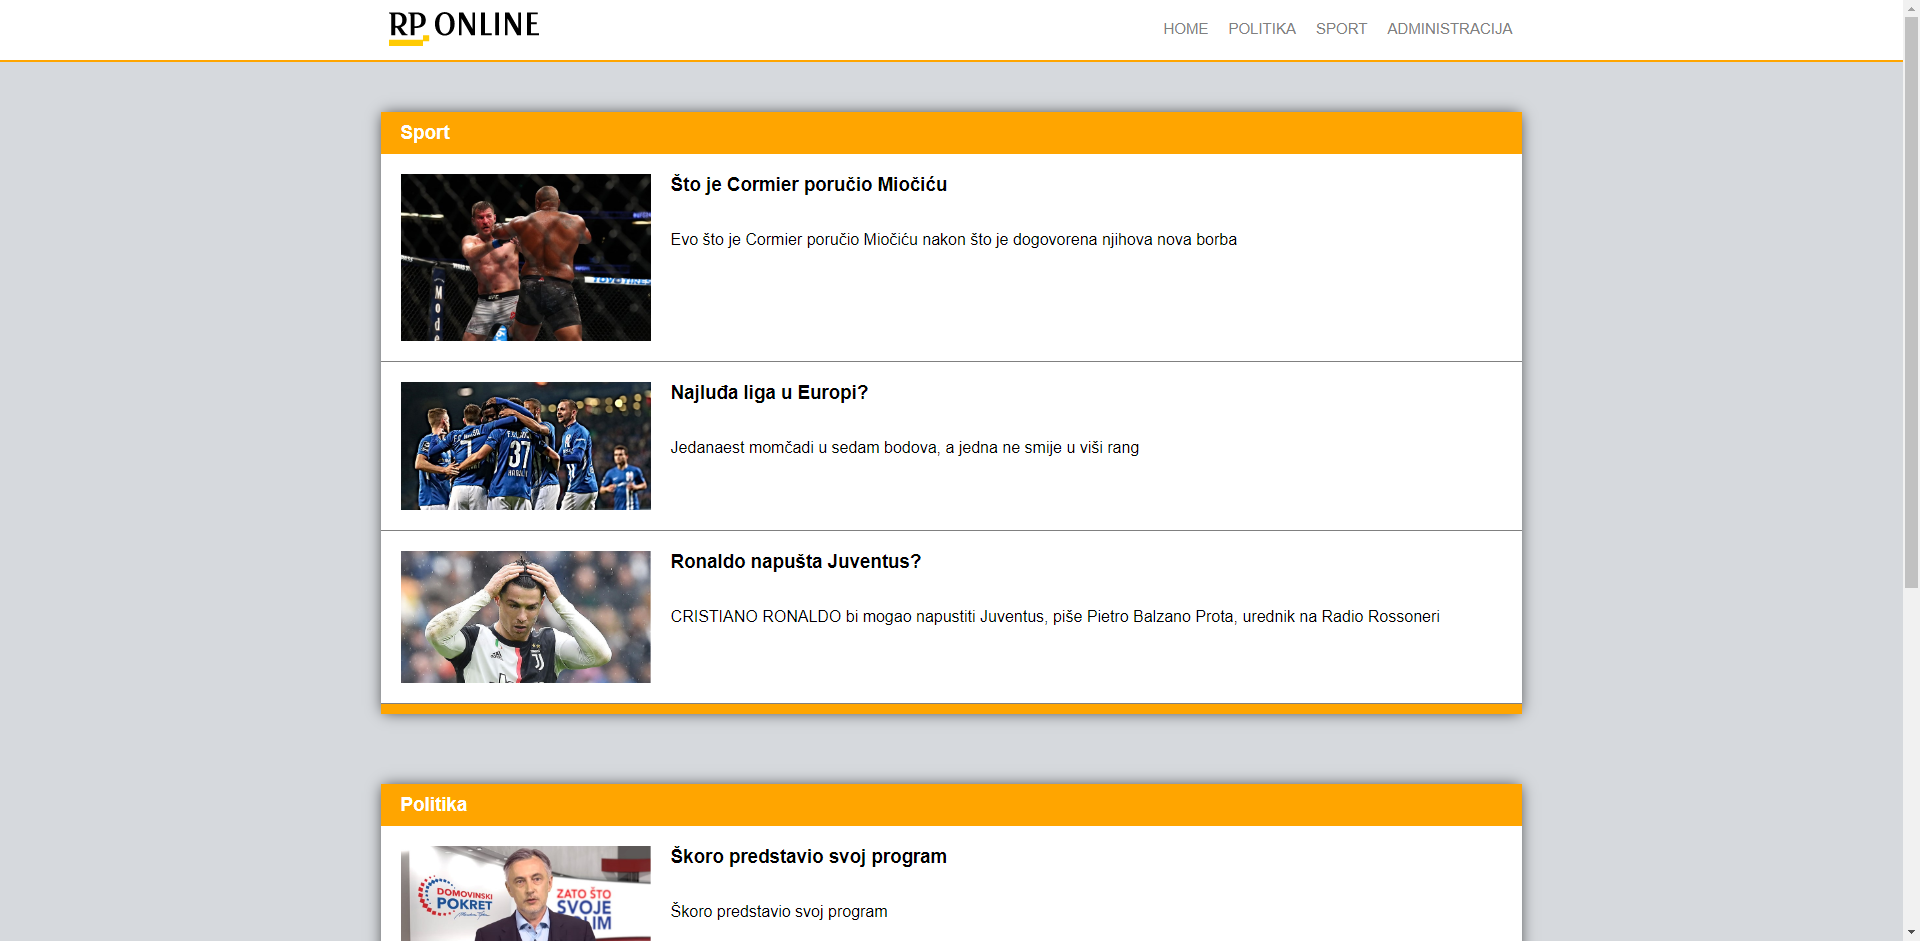 RP ONLINE
HOME POLITIKA SPORT ADMINISTRACIJA
Sport
Što je Cormier poručio Miočiću
Evo što je Cormier poručio Miočiću nakon što je dogovorena njihova nova borba
Mode
Najluđa liga u Europi?
Jedanaest momčadi u sedam bodova, a jedna ne smije u viši rang
7
37
Ronaldo napušta Juventus?
CRISTIANO RONALDO bi mogao napustiti Juventus, piše Pietro Balzano Prota, urednik na Radio Rossoneri
Politika
Škoro predstavio svoj program
Škoro predstavio svoj program
DOMOVINSKI
POKRET
ZATO ŠTO
SVOJE